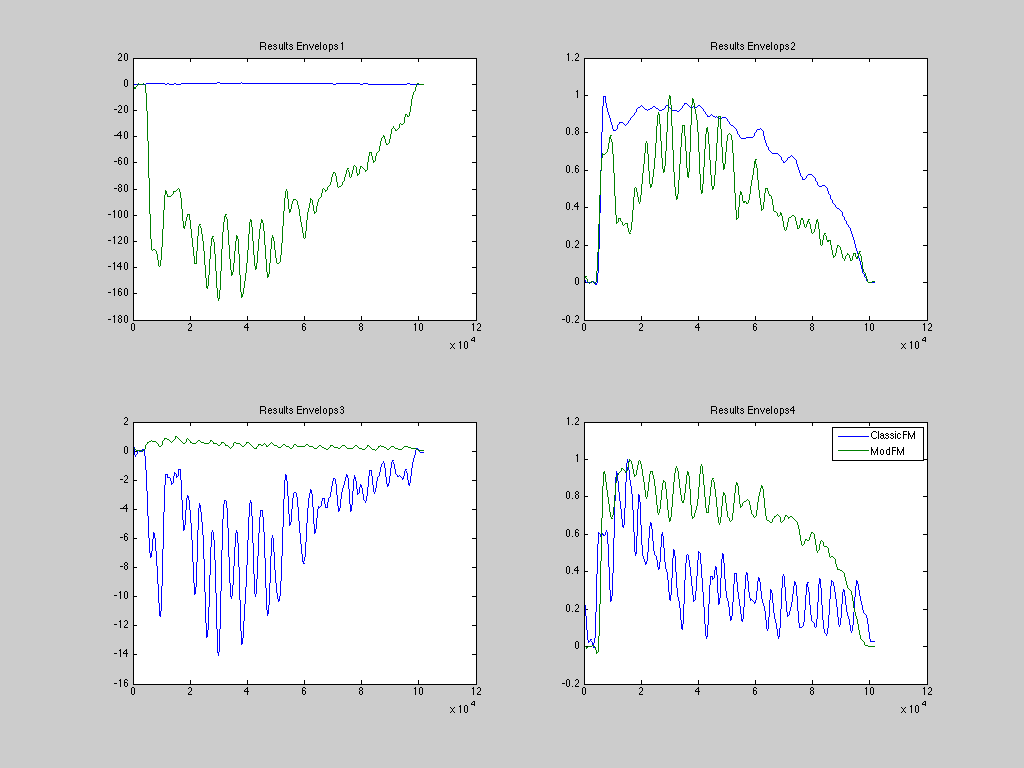 Results Envelops1
20
0
-20
-40
-60
-80
-100
-120
-140
-160
-180
0 2 4 6 8 10 12
x 10^4
Results Envelops2
1.2
1
0.8
0.6
0.4
0.2
0
-0.2
0 2 4 6 8 10 12
x 10^4
Results Envelops3
2
0
-2
-4
-6
-8
-10
-12
-14
-16
0 2 4 6 8 10 12
x 10^4
Results Envelops4
1.2
1
0.8
0.6
0.4
0.2
0
-0.2
0 2 4 6 8 10 12
x 10^4
ClassicFM
ModFM